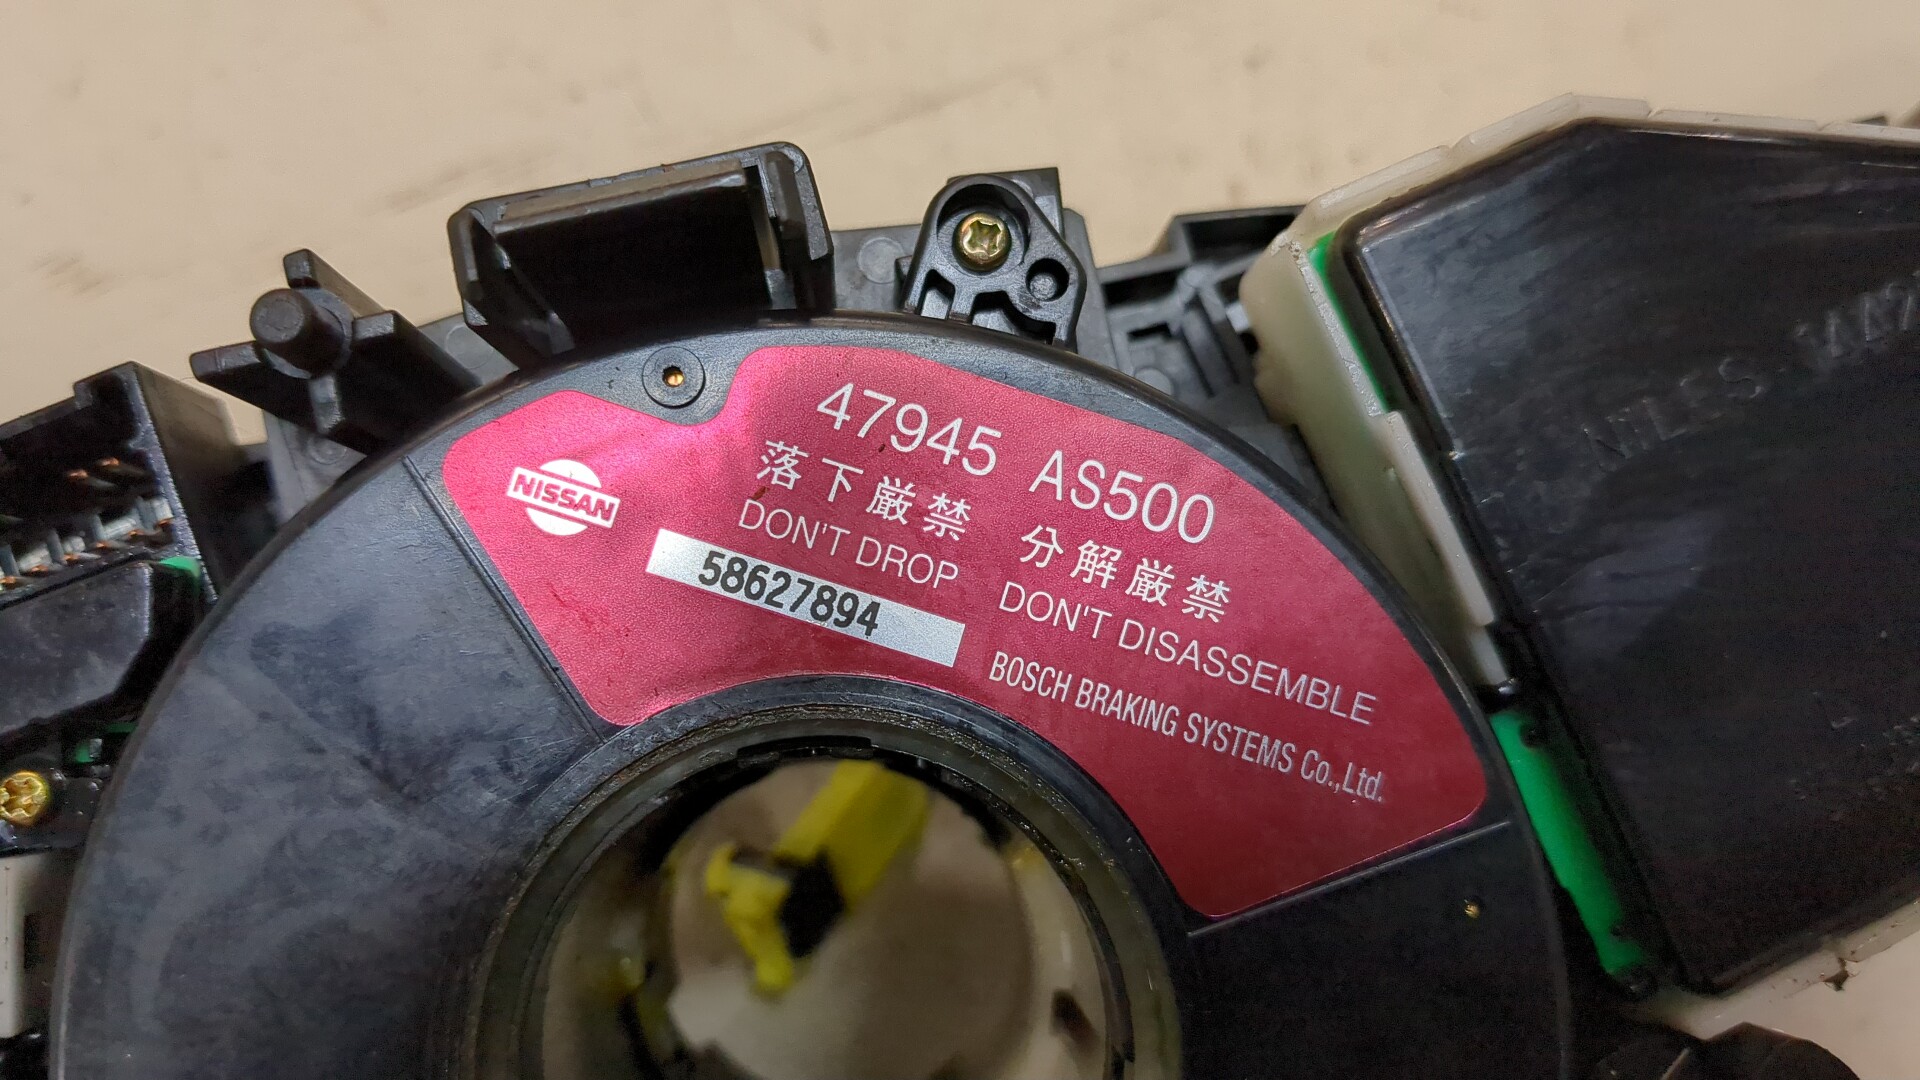 47945 AS500
落下厳禁 分解厳禁
DON'T DROP DON'T DISASSEMBLE
NISSAN
58627894
BOSCH BRAKING SYSTEMS Co.,Ltd.
NILES